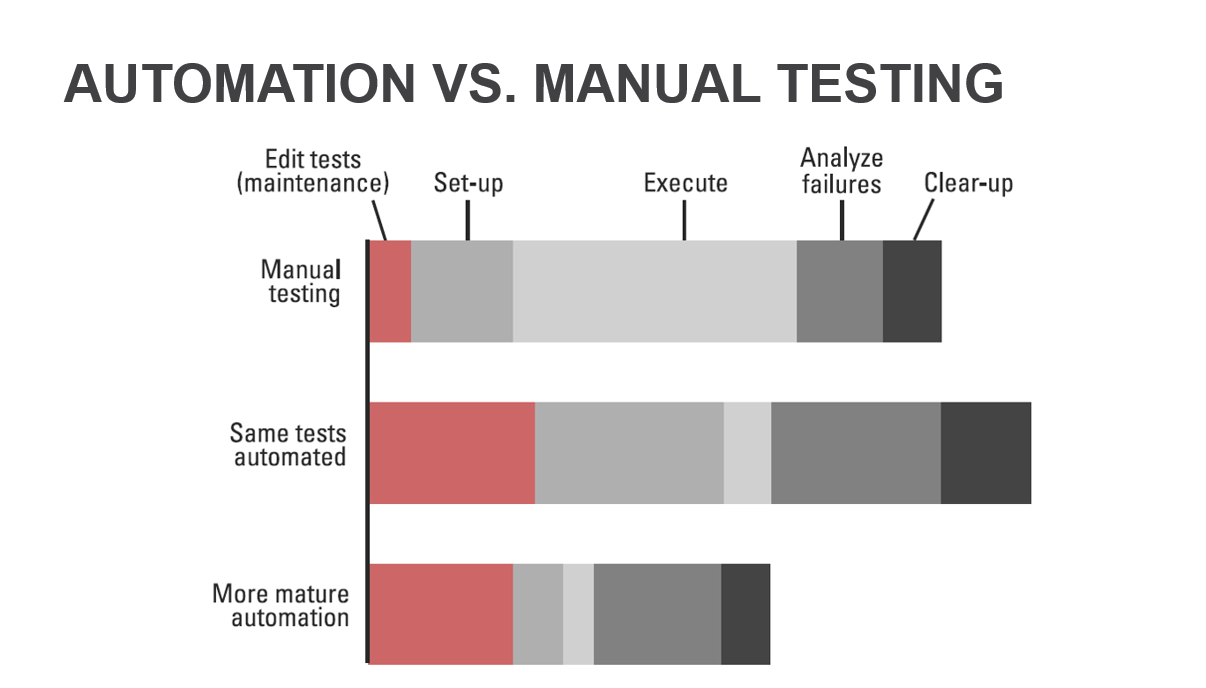 AUTOMATION VS. MANUAL TESTING
Edit tests
(maintenance)
Set-up
Execute
Analyze
failures
Clear-up
Manual
testing
Same tests
automated
More mature
automation